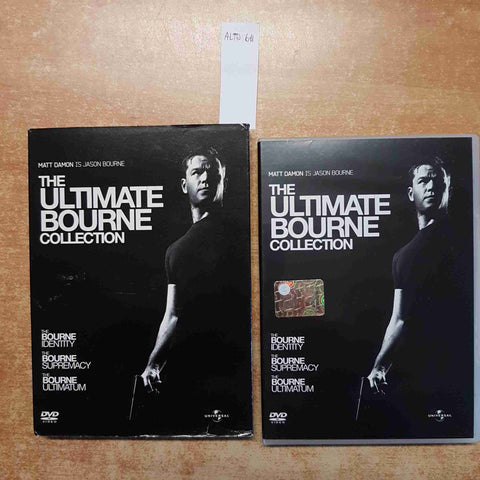 MATT DAMON IS JASON BOURNE
THE
ULTIMATE
BOURNE
COLLECTION
THE
BOURNE
IDENTITY
THE
BOURNE
SUPREMACY
THE
BOURNE
ULTIMATUM
DVD
VIDEO
UNIVERSAL
MATT DAMON IS JASON BOURNE
THE
ULTIMATE
BOURNE
COLLECTION
THE
BOURNE
IDENTITY
THE
BOURNE
SUPREMACY
THE
BOURNE
ULTIMATUM
DVD
VIDEO
UNIVERSAL